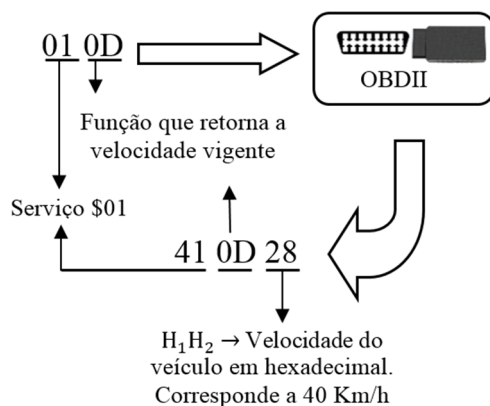 01 0D
OBDII
Função que retorna a
velocidade vigente
Serviço $01
41 0D 28
H₁H₂ → Velocidade do
veículo em hexadecimal.
Corresponde a 40 Km/h